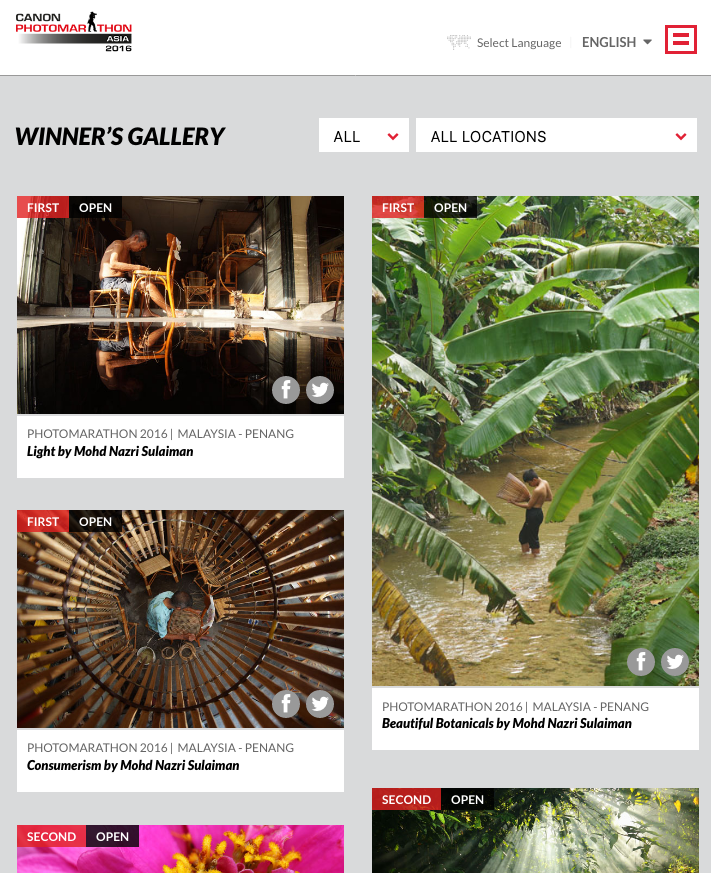 CANON
PHOTOMARATHON
ASIA
2016
Select Language
ENGLISH
WINNER'S GALLERY
ALL
ALL LOCATIONS
FIRST OPEN
PHOTOMARATHON 2016 | MALAYSIA - PENANG
Light by Mohd Nazri Sulaiman
FIRST OPEN
PHOTOMARATHON 2016 | MALAYSIA - PENANG
Consumerism by Mohd Nazri Sulaiman
SECOND OPEN
FIRST OPEN
PHOTOMARATHON 2016 | MALAYSIA - PENANG
Beautiful Botanicals by Mohd Nazri Sulaiman
SECOND OPEN